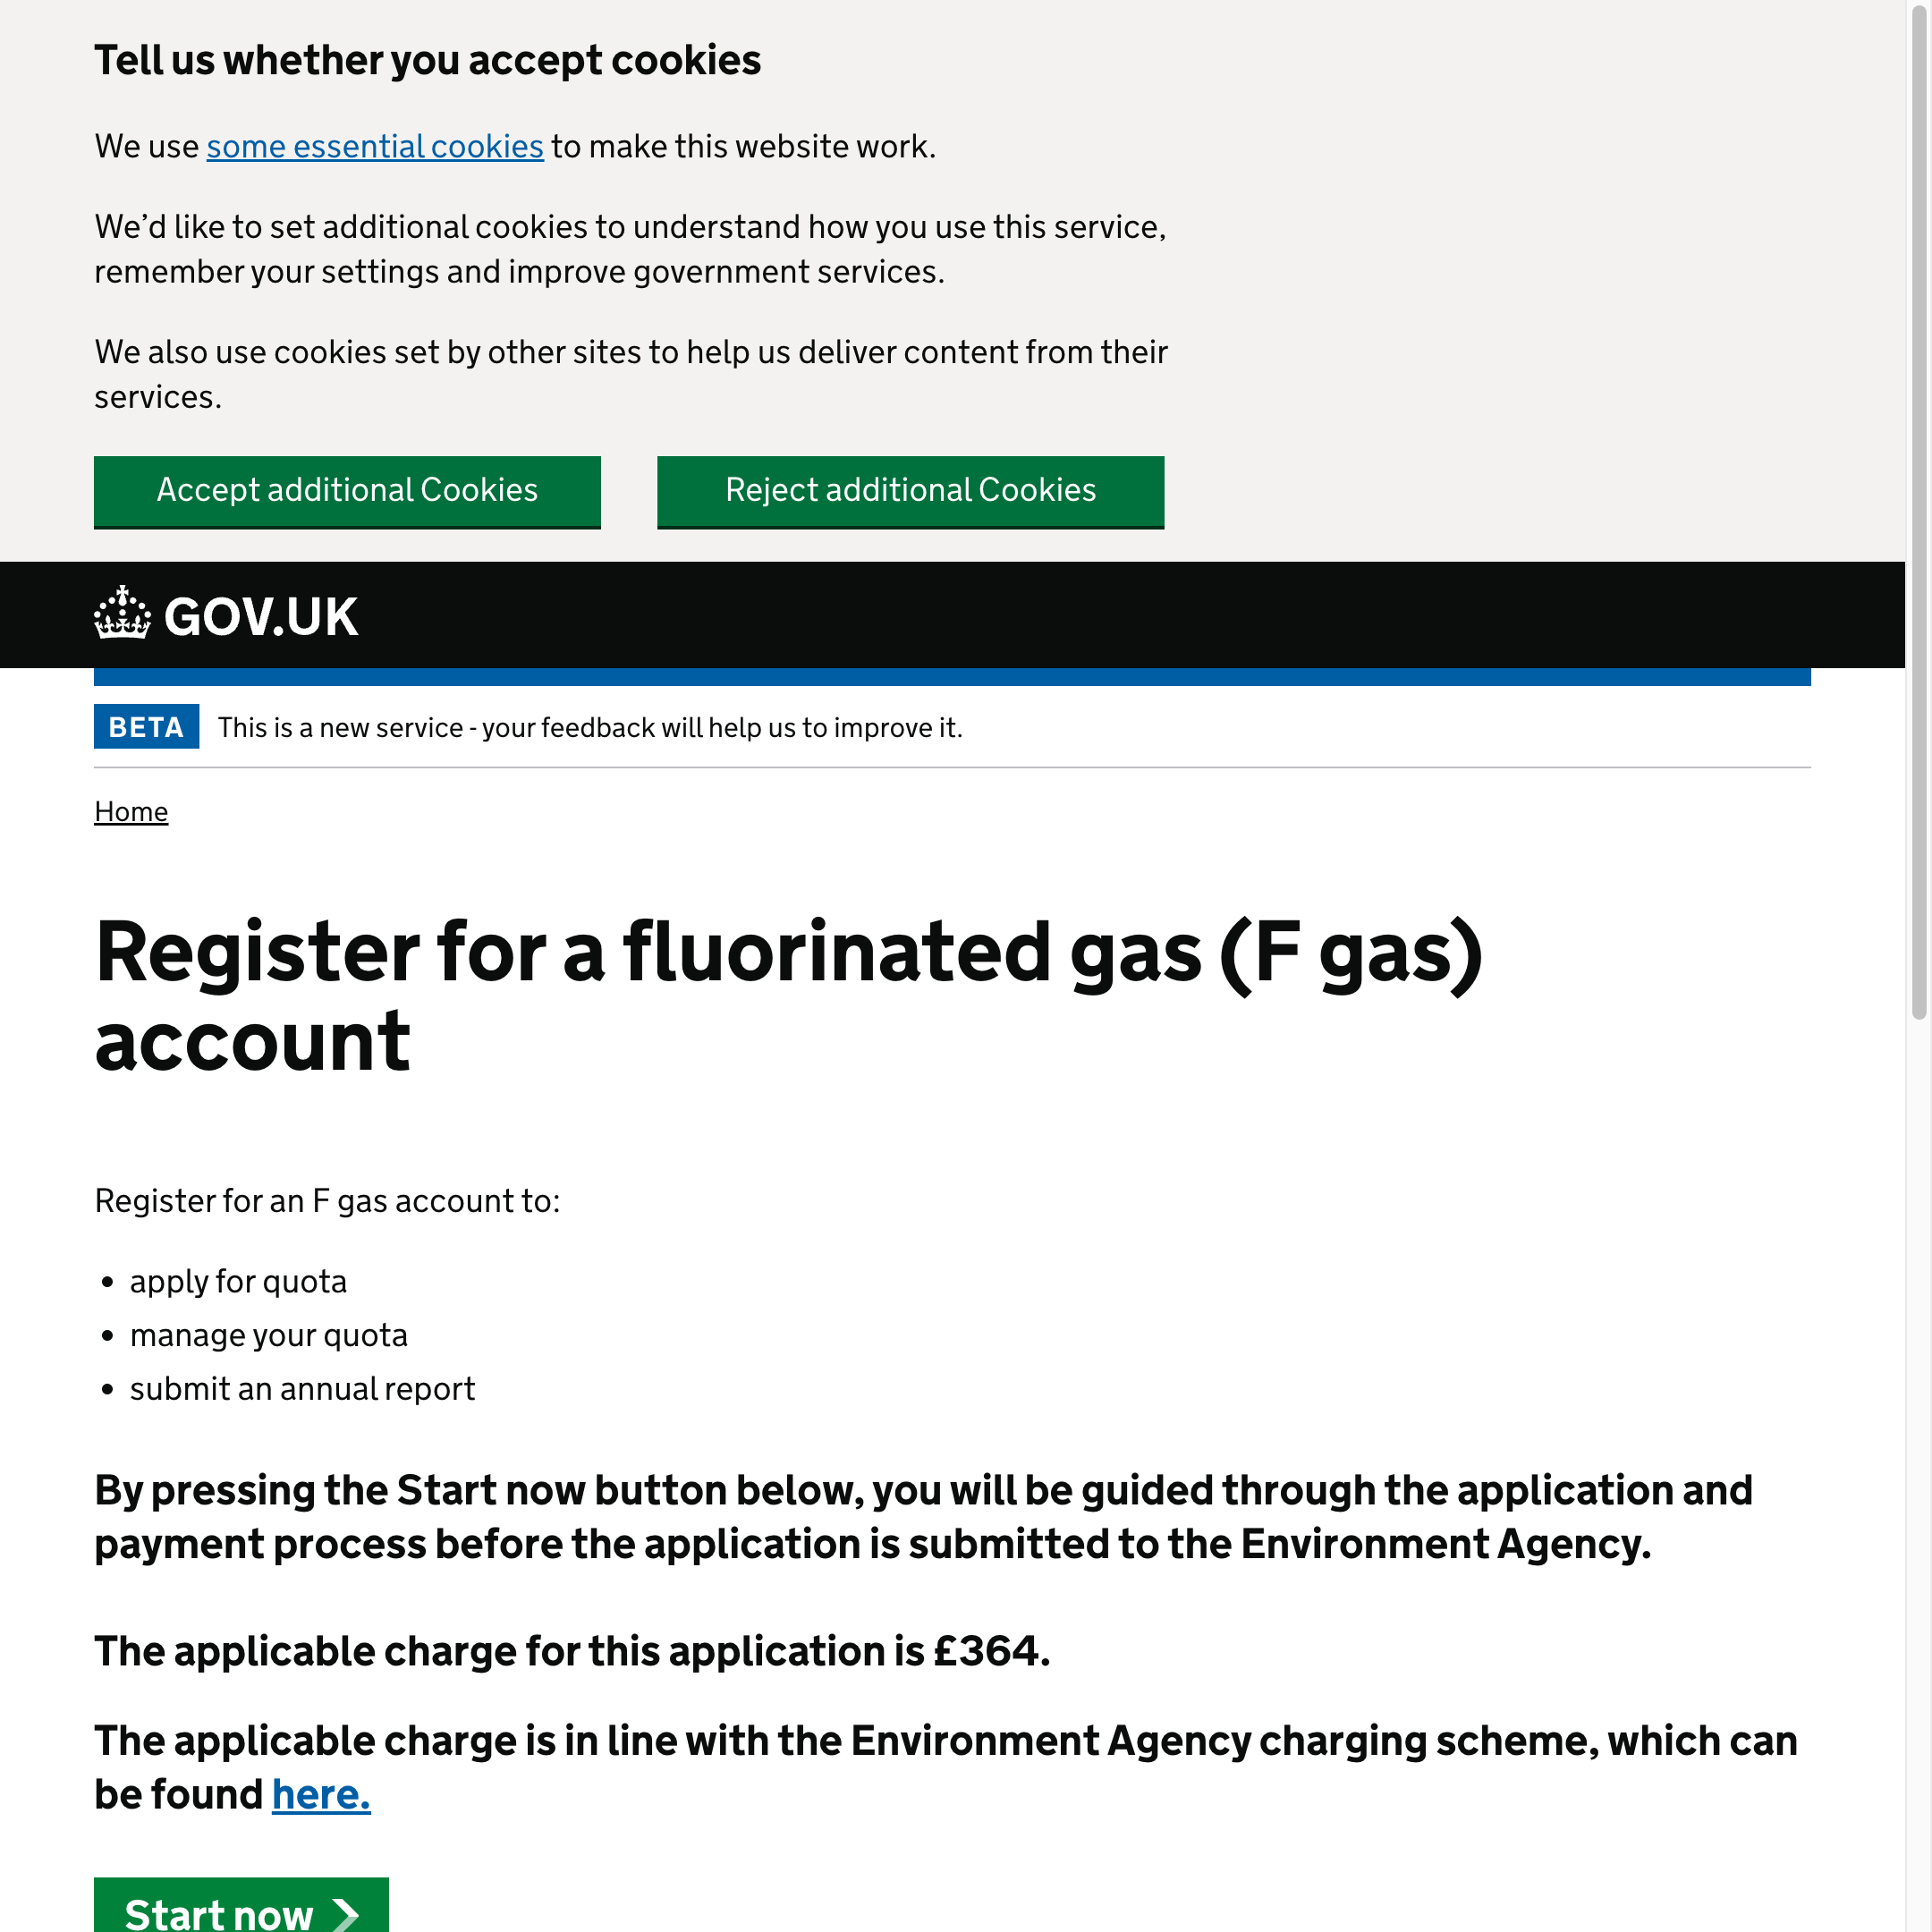 Tell us whether you accept cookies
We use some essential cookies to make this website work.
We’d like to set additional cookies to understand how you use this service,
remember your settings and improve government services.
We also use cookies set by other sites to help us deliver content from their
services.
Accept additional Cookies
Reject additional Cookies
GOV.UK
BETA This is a new service - your feedback will help us to improve it.
Home
Register for a fluorinated gas (F gas)
account
Register for an F gas account to:
• apply for quota
• manage your quota
• submit an annual report
By pressing the Start now button below, you will be guided through the application and
payment process before the application is submitted to the Environment Agency.
The applicable charge for this application is £364.
The applicable charge is in line with the Environment Agency charging scheme, which can
be found here.
Start now